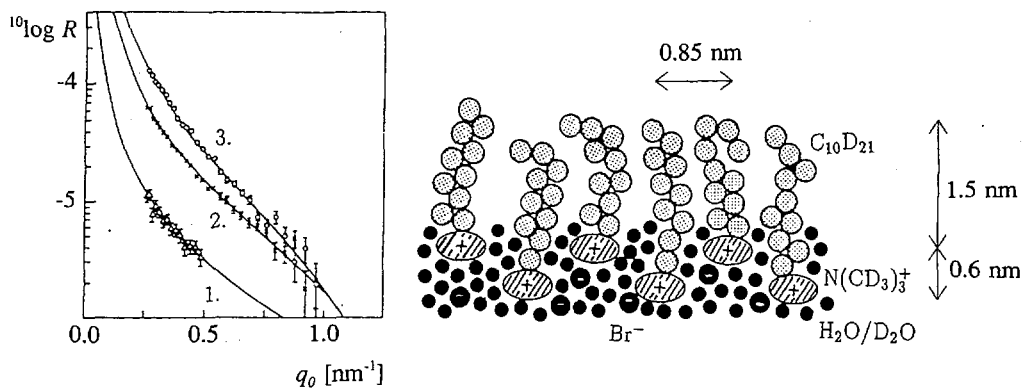 ¹⁰log R
-4
-5
3.
2.
1.
0.0 0.5 1.0
q₀ [nm⁻¹]
0.85 nm
C₁₀D₂₁
1.5 nm
0.6 nm
N(CD₃)₃⁺
Br⁻
H₂O/D₂O
+ + + + + +